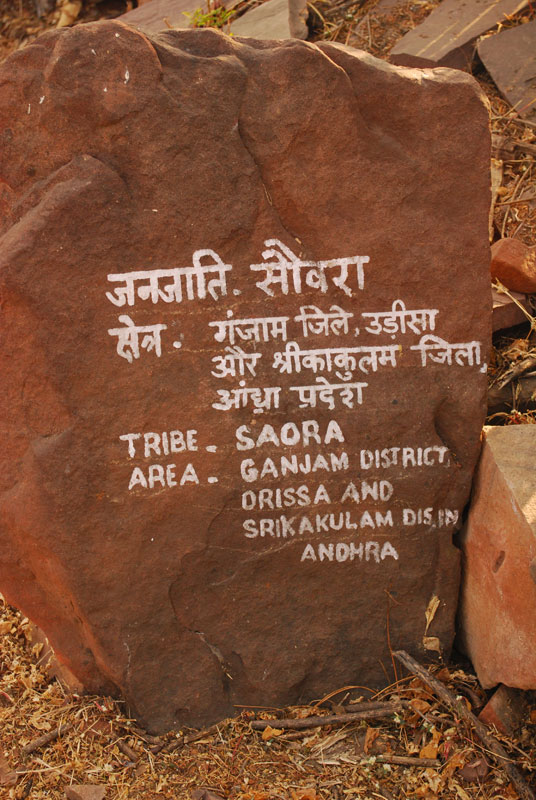 जनजाति. सौवरा
क्षेत्र. गंजाम जिले, उड़ीसा
और श्रीकाकुलम जिला,
आंध्रा प्रदेश
TRIBE - SAORA
AREA - GANJAM DISTRICT,
ORISSA AND
SRIKAKULAM DIS, IN
ANDHRA